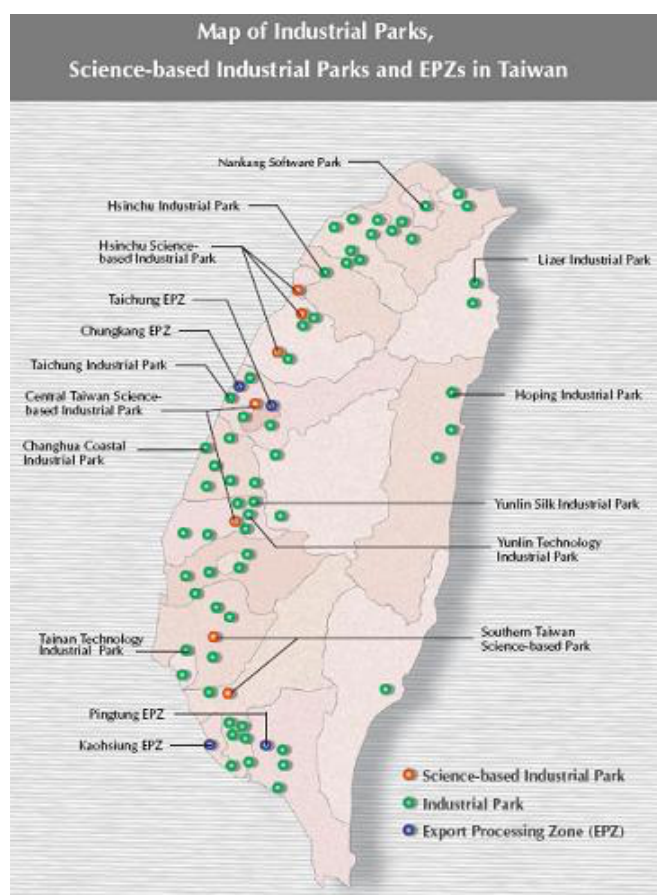 Map of Industrial Parks,
Science-based Industrial Parks and EPZs in Taiwan
Nankang Software Park
Hsinchu Industrial Park
Hsinchu Science-
based Industrial Park
Lizer Industrial Park
Taichung EPZ
Chungkang EPZ
Taichung Industrial Park
Central Taiwan Science-
based Industrial Park
Hoping Industrial Park
Changhua Coastal
Industrial Park
Yunlin Silk Industrial Park
Yunlin Technology
Industrial Park
Tainan Technology
Industrial Park
Southern Taiwan
Science-based Park
Pingtung EPZ
Kaohsiung EPZ
Science-based Industrial Park
Industrial Park
Export Processing Zone (EPZ)